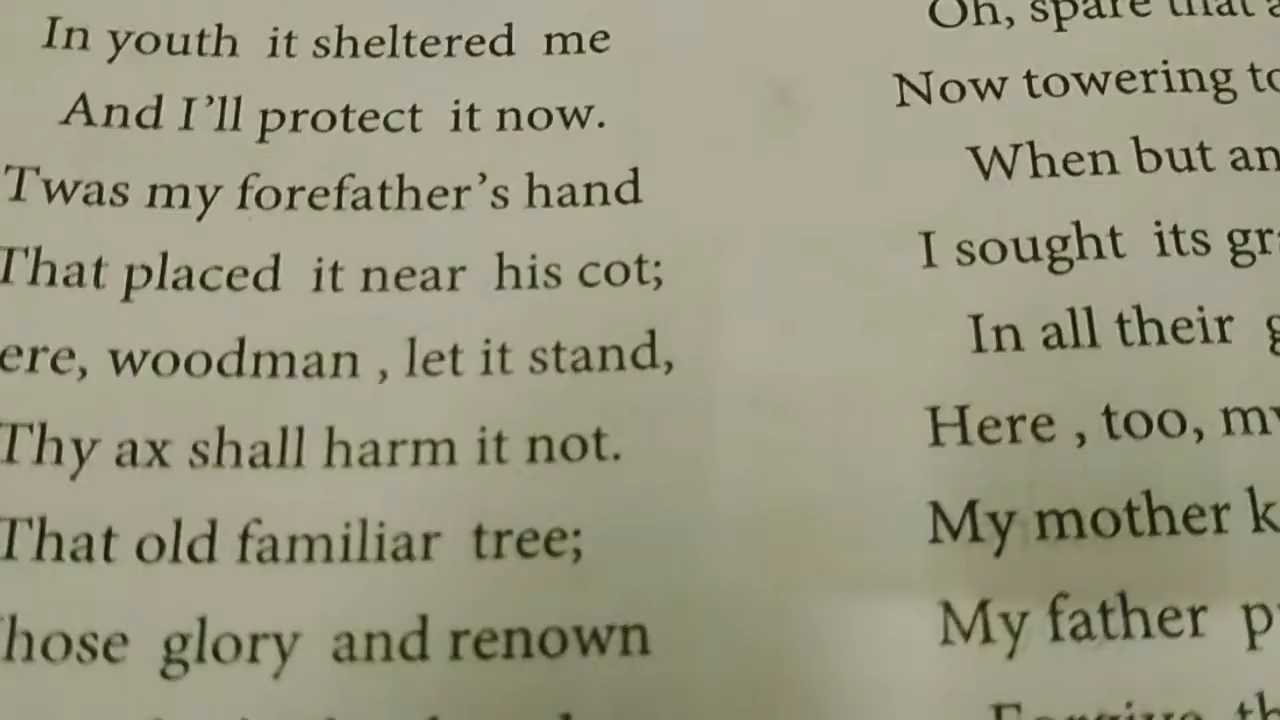 In youth it sheltered me
And I'll protect it now.
Twas my forefather's hand
That placed it near his cot;
ere, woodman , let it stand,
Thy ax shall harm it not.
That old familiar tree;
hose glory and renown
Oh, spare that
Now towering
When but an
I sought its
In all their
Here , too,
My mother
My father